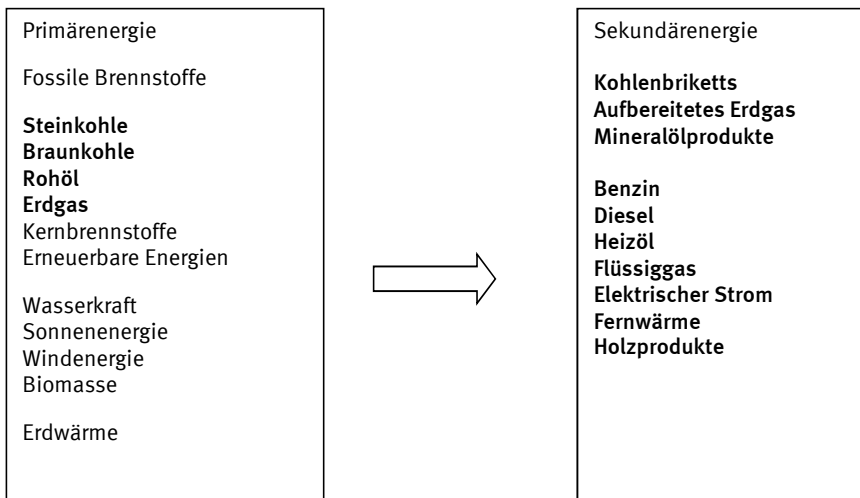 Primärenergie
Fossile Brennstoffe
Steinkohle
Braunkohle
Rohöl
Erdgas
Kernbrennstoffe
Erneuerbare Energien
Wasserkraft
Sonnenenergie
Windenergie
Biomasse
Erdwärme
Sekundärenergie
Kohlenbriketts
Aufbereitetes Erdgas
Mineralölprodukte
Benzin
Diesel
Heizöl
Flüssiggas
Elektrischer Strom
Fernwärme
Holzprodukte